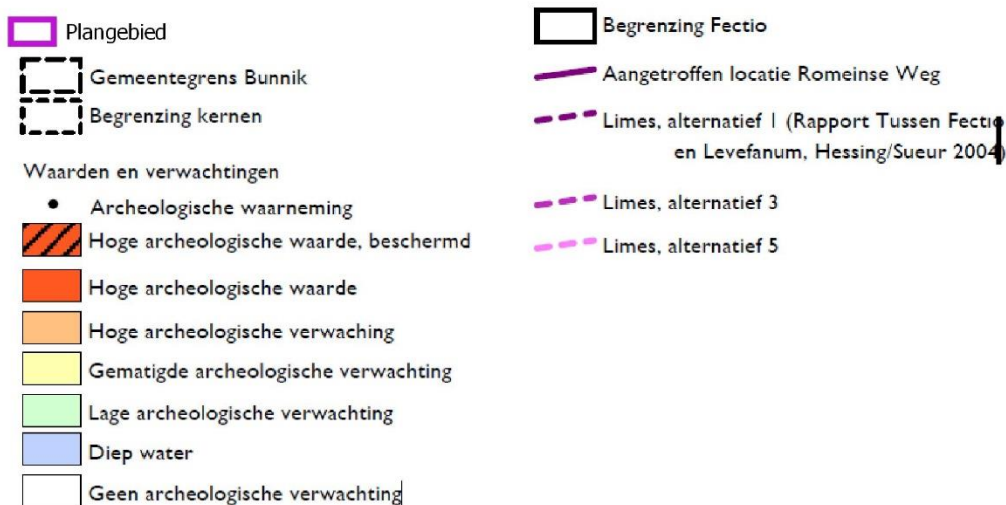 Plangebied
Gemeentegrens Bunnik
Begrenzing kernen
Waarden en verwachtingen
Archeologische waarneming
Hoge archeologische waarde, beschermd
Hoge archeologische waarde
Hoge archeologische verwaching
Gematigde archeologische verwachting
Lage archeologische verwachting
Diep water
Geen archeologische verwachting
Begrenzing Fectio
Aangetroffen locatie Romeinse Weg
Limes, alternatief 1 (Rapport Tussen Fectio
en Levefanum, Hessing/Sueur 2004)
Limes, alternatief 3
Limes, alternatief 5